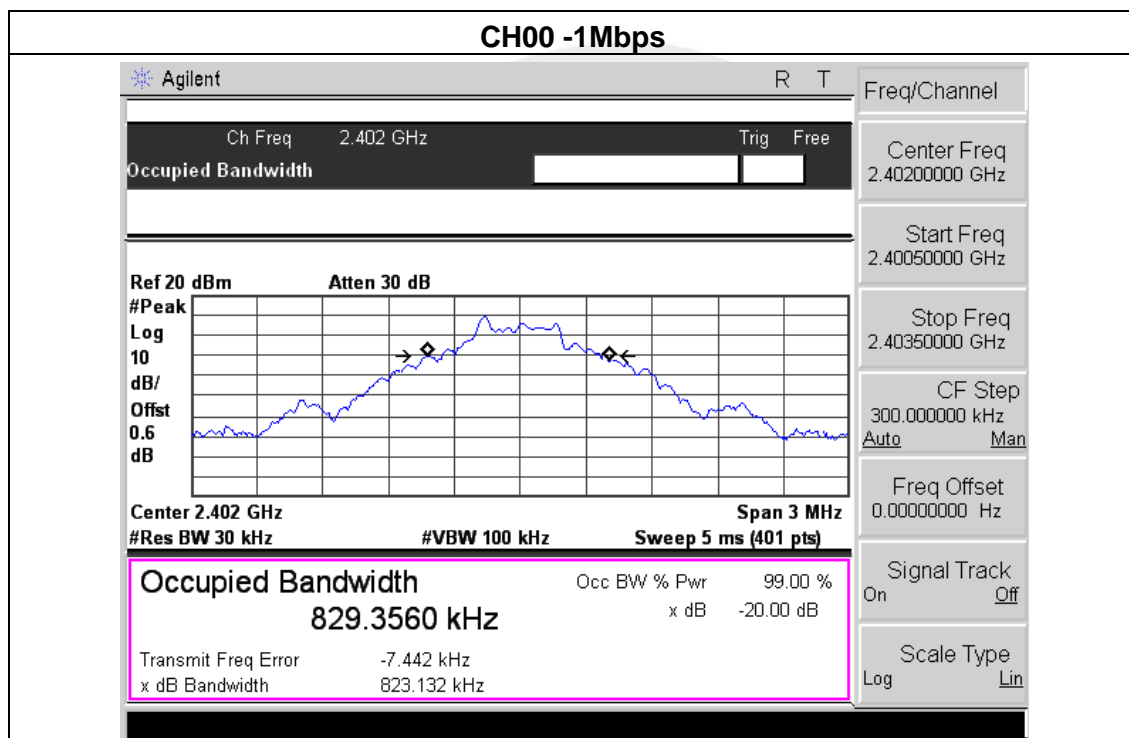 CH00 -1Mbps
Agilent R T
Freq/Channel
Ch Freq 2.402 GHz Trig Free
Occupied Bandwidth
Center Freq
2.40200000 GHz
Start Freq
2.40050000 GHz
Ref 20 dBm Atten 30 dB
#Peak
Log
10
dB/
Offst
0.6
dB
Stop Freq
2.40350000 GHz
CF Step
300.000000 kHz
Auto Man
Freq Offset
0.00000000 Hz
Center 2.402 GHz Span 3 MHz
#Res BW 30 kHz #VBW 100 kHz Sweep 5 ms (401 pts)
Occupied Bandwidth
829.3560 kHz
Occ BW % Pwr 99.00 %
x dB -20.00 dB
Transmit Freq Error -7.442 kHz
x dB Bandwidth 823.132 kHz
Signal Track
On Off
Scale Type
Log Lin